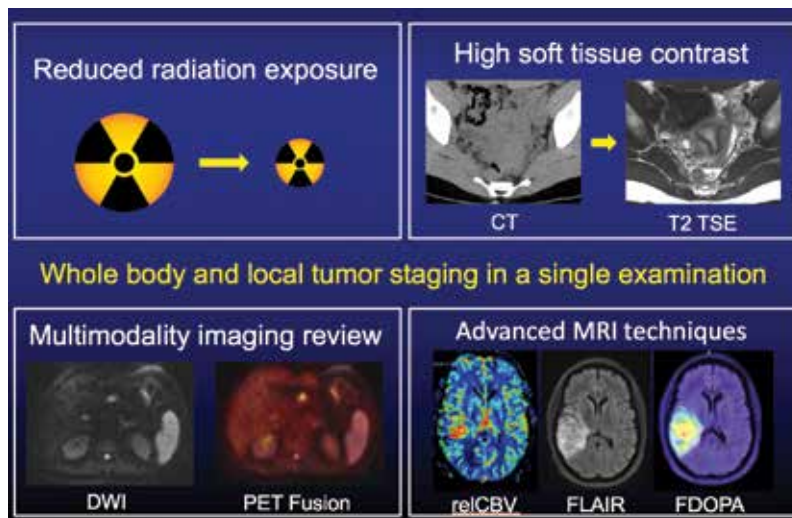 Reduced radiation exposure
High soft tissue contrast
CT
T2 TSE
Whole body and local tumor staging in a single examination
Multimodality imaging review
DWI
PET Fusion
Advanced MRI techniques
relCBV
FLAIR
FDOPA